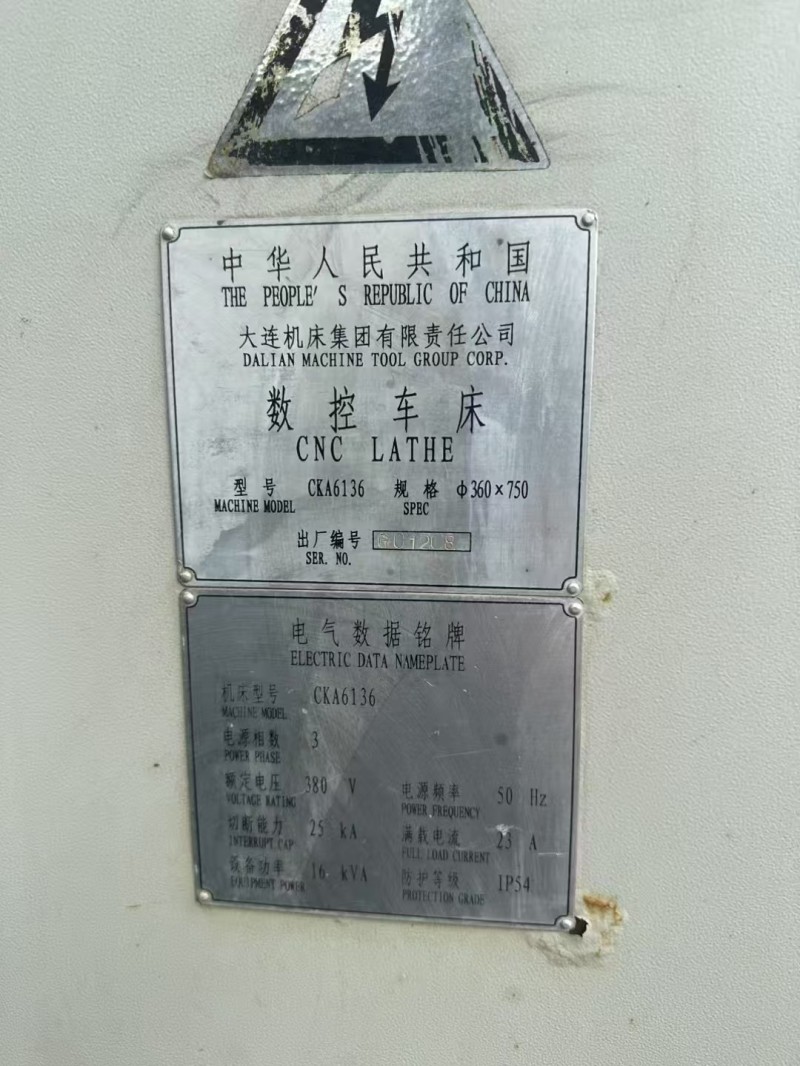 中华人民共和国
THE PEOPLE' S REPUBLIC OF CHINA
大连机床集团有限责任公司
DALIAN MACHINE TOOL GROUP CORP.
数控车床
CNC LATHE
型号 CKA6136 规格 φ360×750
MACHINE MODEL SPEC
出厂编号
SER. NO.
电气数据铭牌
ELECTRIC DATA NAMEPLATE
机床型号 CKA6136
MACHINE MODEL
电源相数 3
POWER PHASE
额定电压 380 V 电源频率 50 Hz
VOLTAGE RATING POWER FREQUENCY
切断能力 25 kA 满载电流 23 A
INTERRUPT CAP FULL LOAD CURRENT
设备功率 16 kVA 防护等级 IP54
EQUIPMENT POWER PROTECTION GRADE